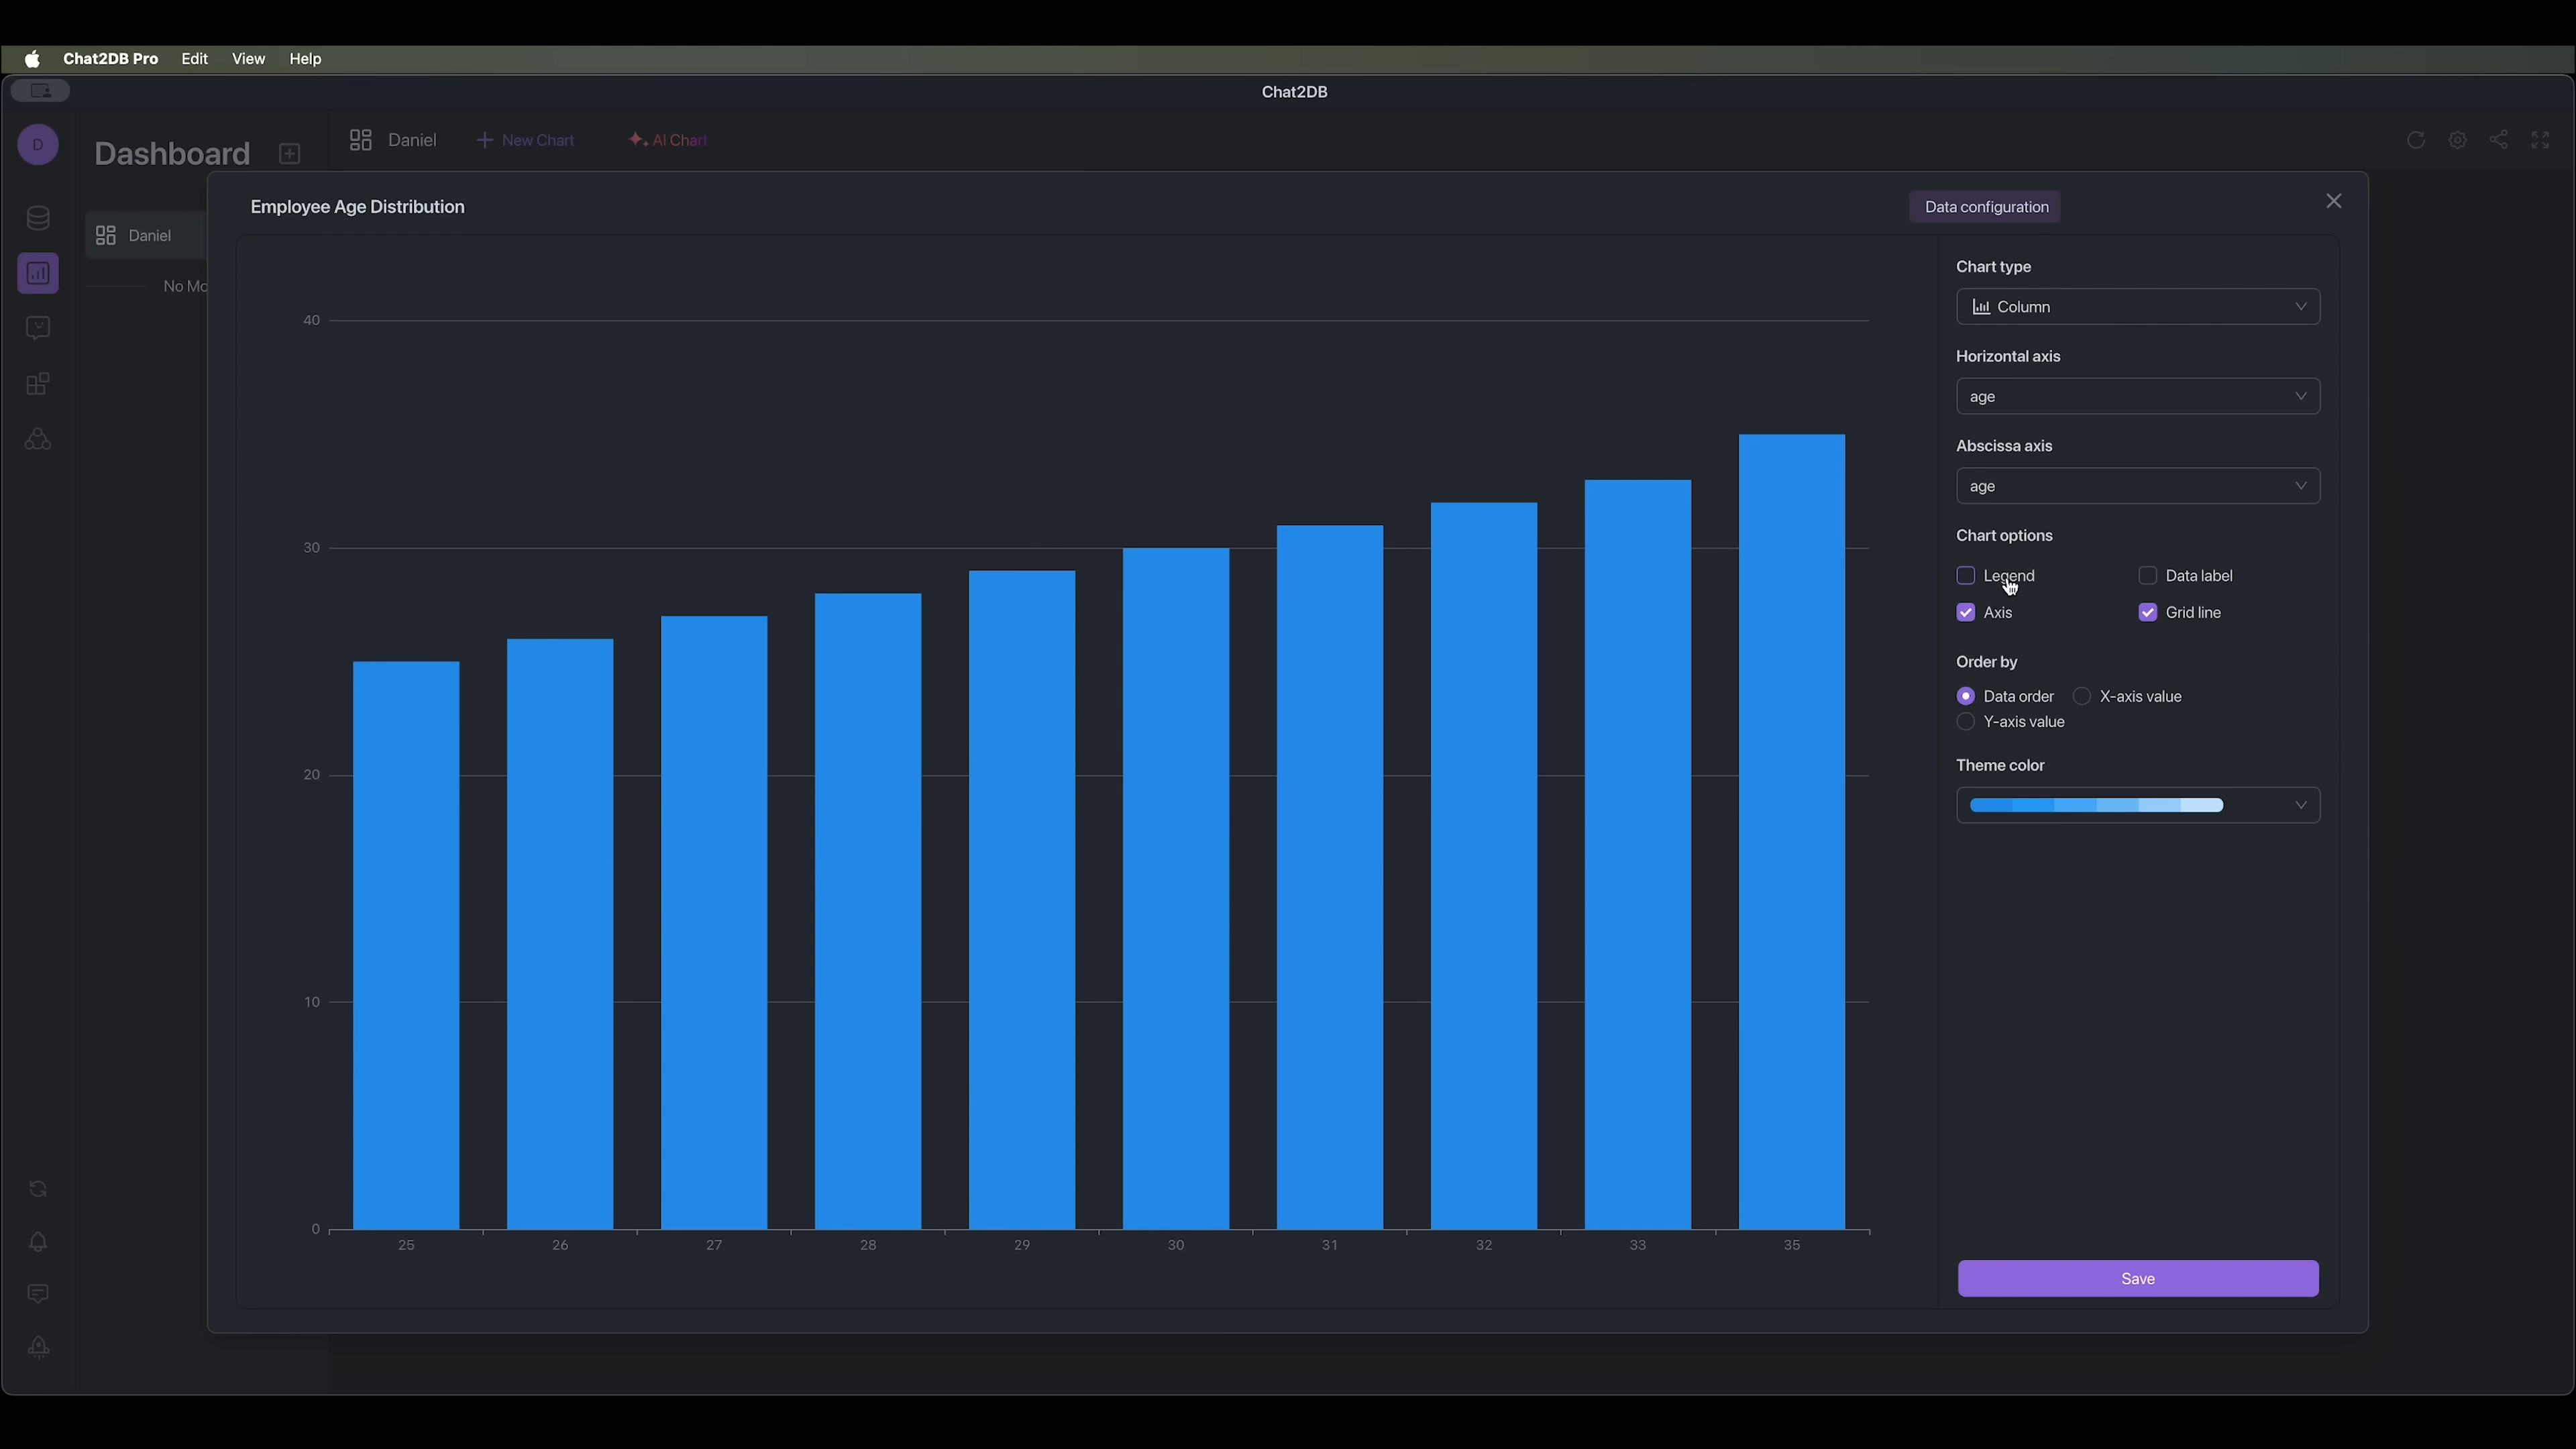 Chat2DB Pro Edit View Help
Chat2DB
D
Dashboard
Daniel
New Chart
AI Chart
Daniel
No Mo
Employee Age Distribution
Data configuration
40
30
20
10
0
25 26 27 28 29 30 31 32 33 35
Chart type
Column
Horizontal axis
age
Abscissa axis
age
Chart options
Legend Data label
Axis Grid line
Order by
Data order X-axis value
Y-axis value
Theme color
Save